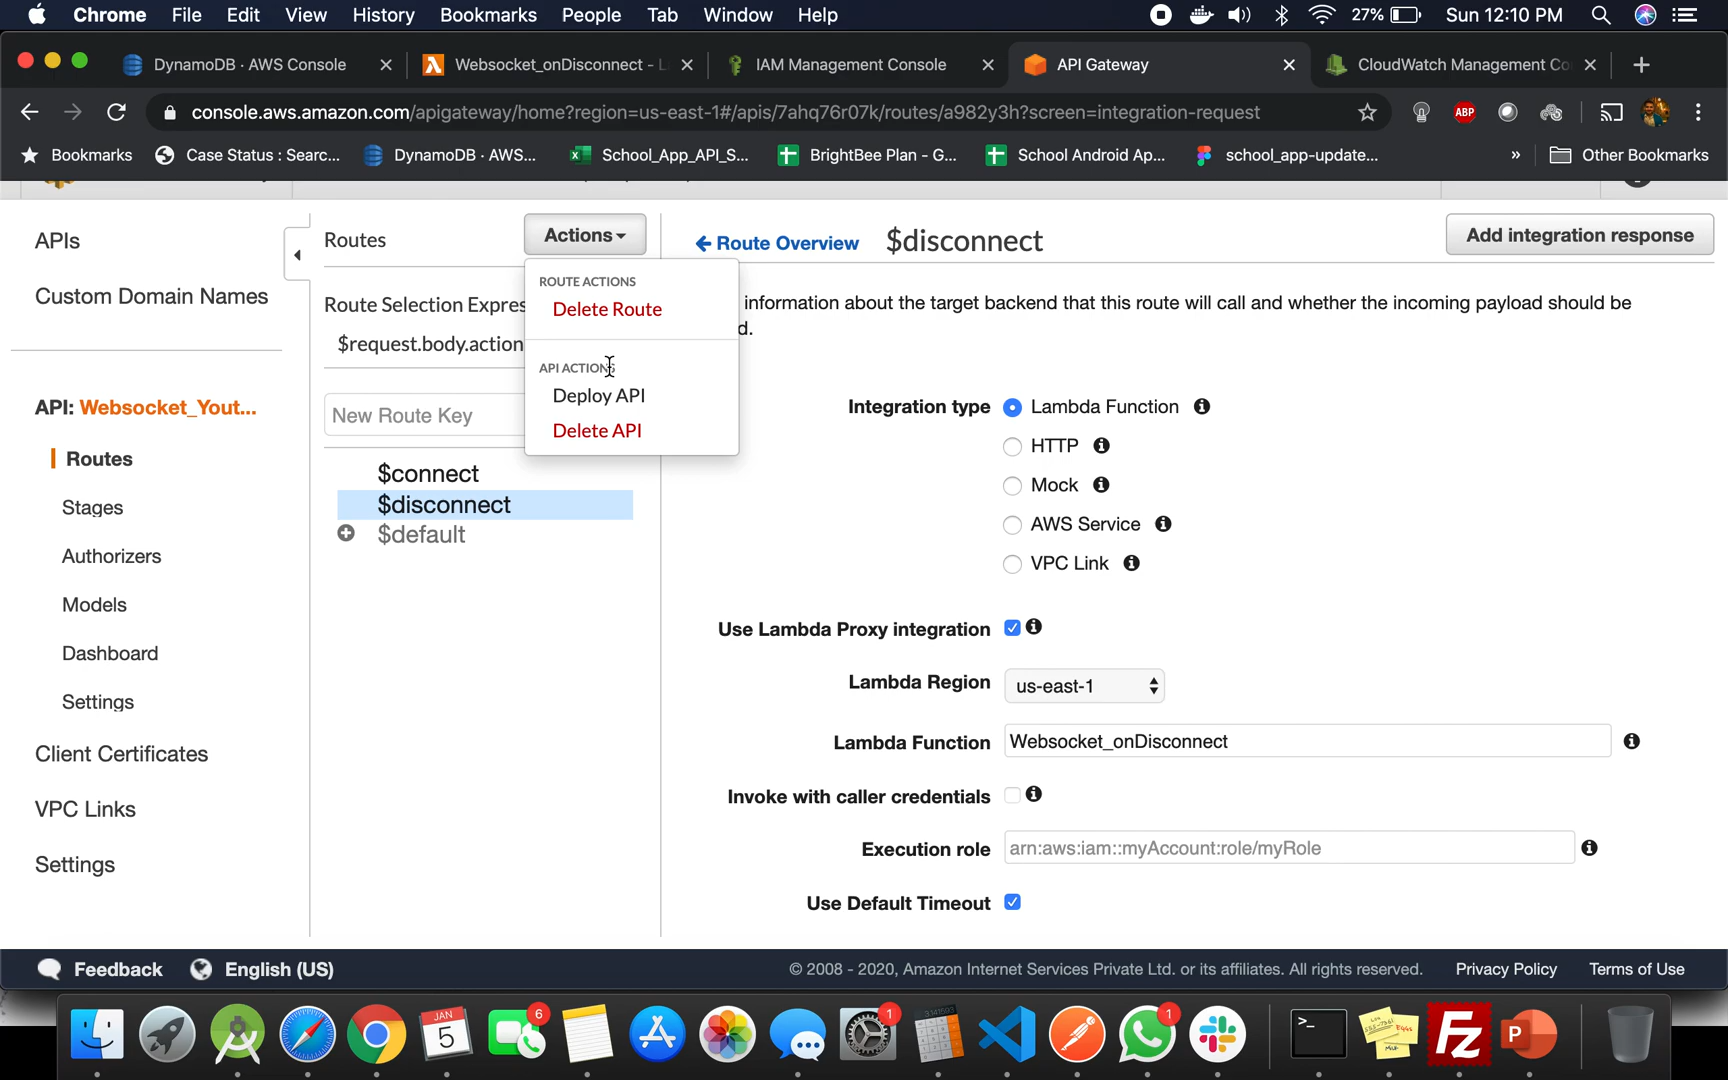 Chrome File Edit View History Bookmarks People Tab Window Help 27% Sun 12:10 PM
DynamoDB · AWS Console
Websocket_onDisconnect - L
IAM Management Console
API Gateway
CloudWatch Management Co
console.aws.amazon.com/apigateway/home?region=us-east-1#/apis/7ahq76r07k/routes/a982y3h?screen=integration-request
ABP
Bookmarks
Case Status : Searc...
DynamoDB · AWS...
School_App_API_S...
BrightBee Plan - G...
School Android Ap...
school_app-update...
»
Other Bookmarks
APIs
Custom Domain Names
API: Websocket_Yout...
Routes
Stages
Authorizers
Models
Dashboard
Settings
Client Certificates
VPC Links
Settings
Routes
Actions
Route Selection Expres
$request.body.action
New Route Key
$connect
$disconnect
$default
ROUTE ACTIONS
Delete Route
API ACTIONS
Deploy API
Delete API
Route Overview
$disconnect
Add integration response
information about the target backend that this route will call and whether the incoming payload should be
d.
Integration type
Lambda Function
HTTP
Mock
AWS Service
VPC Link
Use Lambda Proxy integration
Lambda Region
us-east-1
Lambda Function
Websocket_onDisconnect
Invoke with caller credentials
Execution role
arn:aws:iam::myAccount:role/myRole
Use Default Timeout
Feedback
English (US)
© 2008 - 2020, Amazon Internet Services Private Ltd. or its affiliates. All rights reserved.
Privacy Policy
Terms of Use
JAN
5
6
1
1
>_
Fz
P